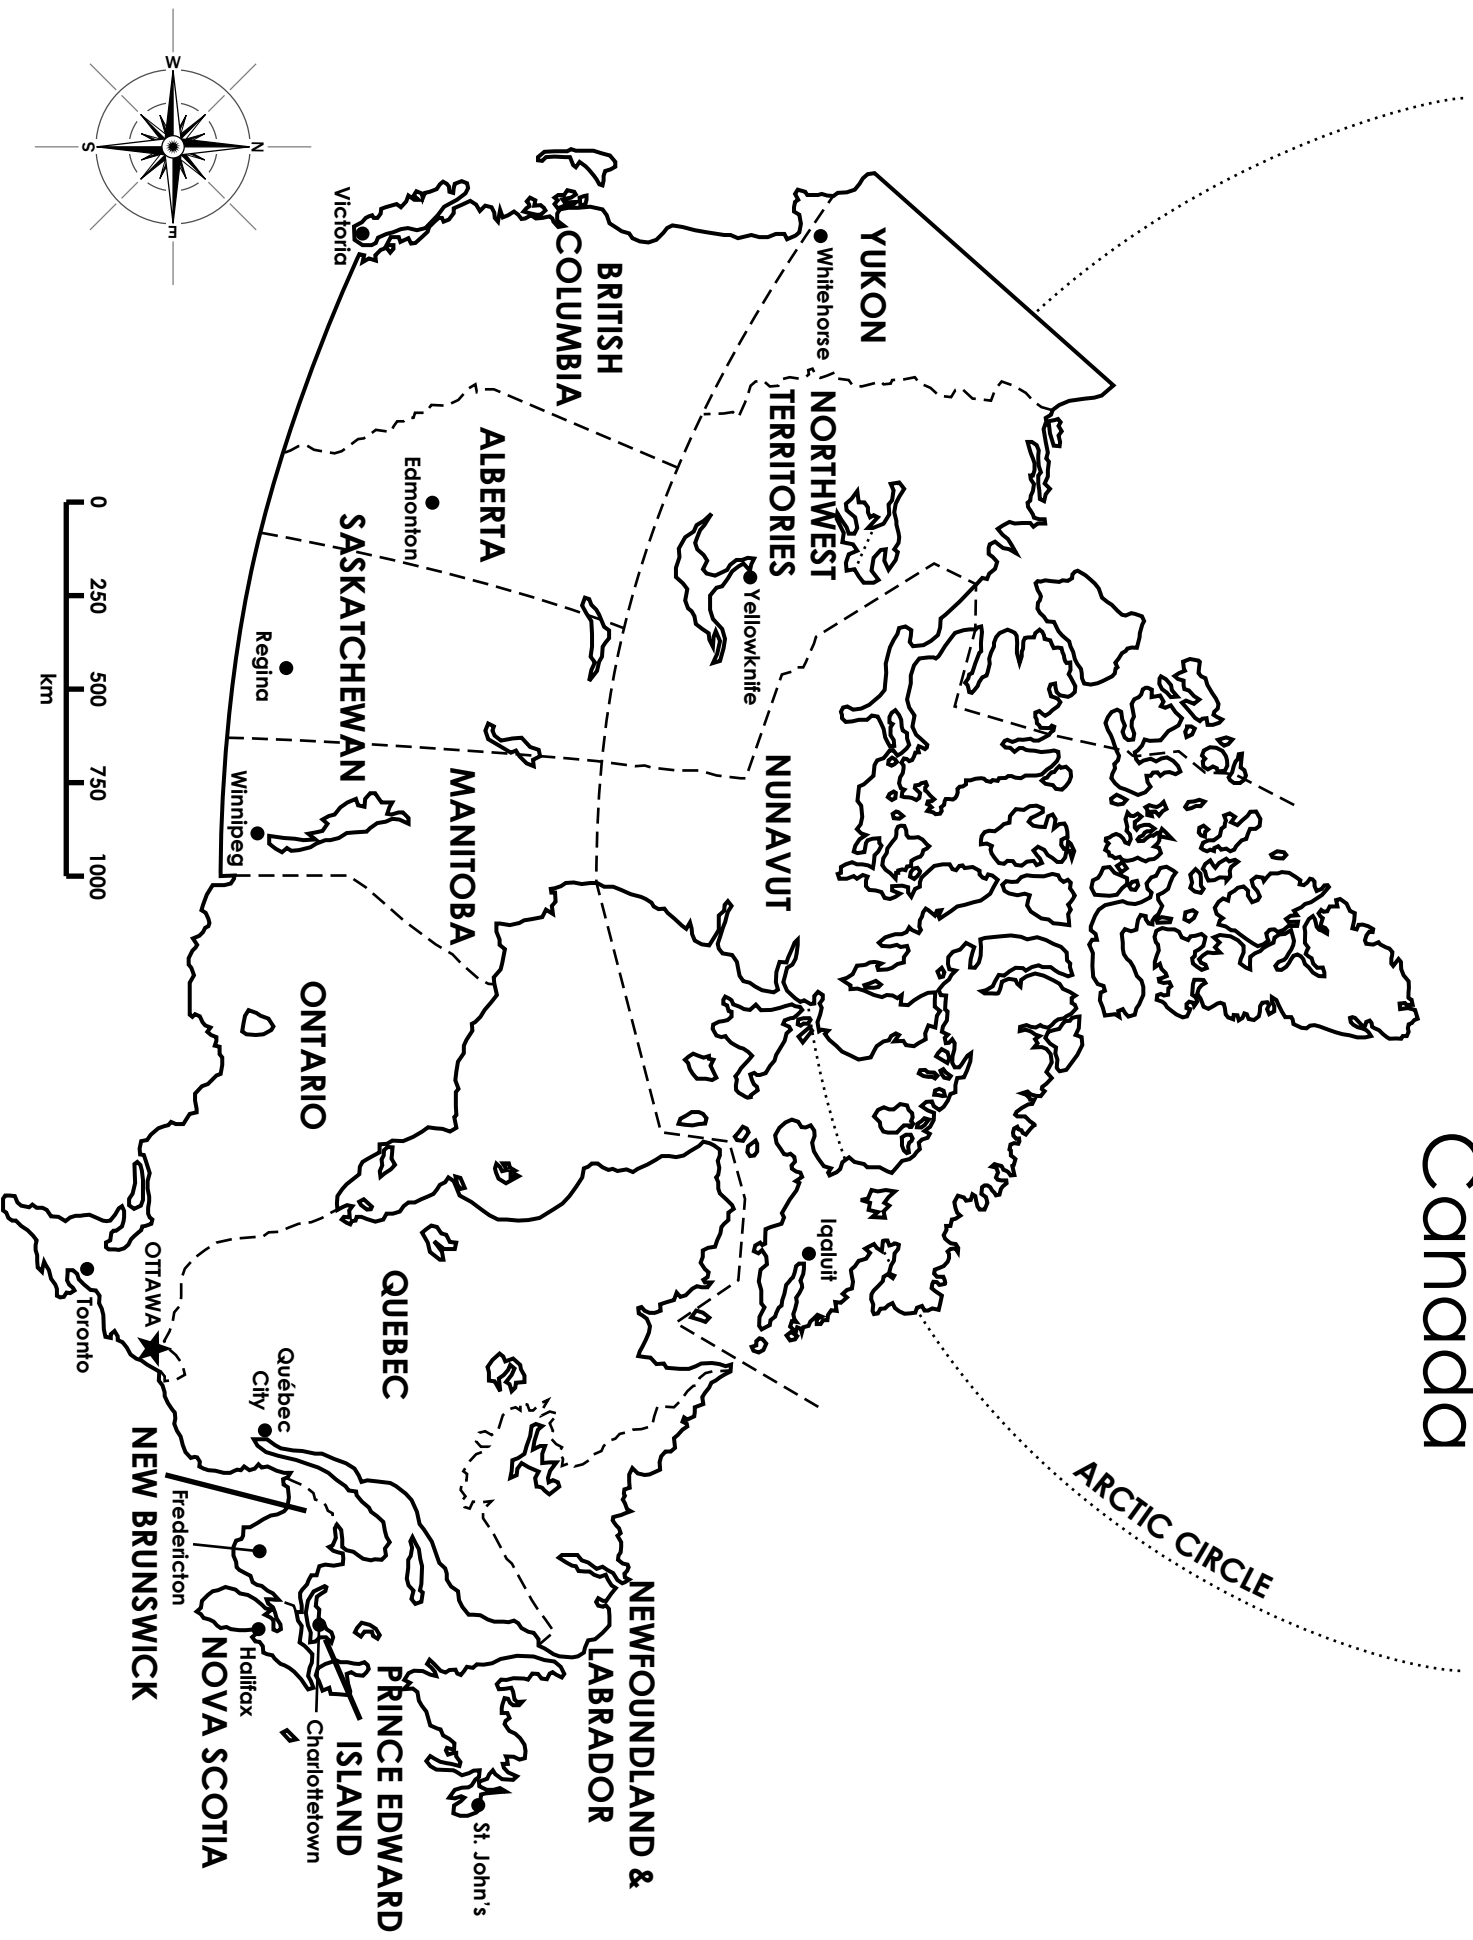 Canada
ARCTIC CIRCLE
YUKON
Whitehorse
NORTHWEST
TERRITORIES
Yellowknife
NUNAVUT
Iqaluit
BRITISH
COLUMBIA
Victoria
ALBERTA
Edmonton
SASKATCHEWAN
Regina
MANITOBA
Winnipeg
ONTARIO
OTTAWA
Toronto
QUEBEC
Québec
City
NEWFOUNDLAND &
LABRADOR
St. John's
PRINCE EDWARD
ISLAND
Charlottetown
NOVA SCOTIA
Halifax
NEW BRUNSWICK
Fredericton
N
W
E
S
0 250 500 750 1000
km